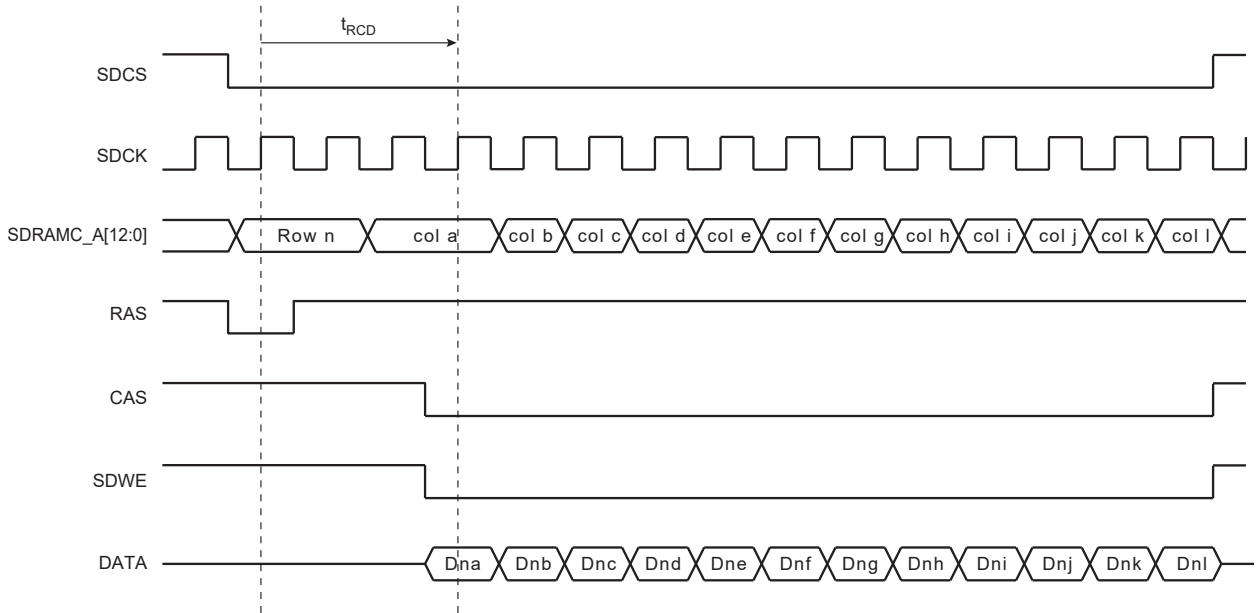 tRCD
SDCS
SDCK
SDRAMC_A[12:0] Row n col a col b col c col d col e col f col g col h col i col j col k col l
RAS
CAS
SDWE
DATA Dna Dnb Dnc Dnd Dne Dnf Dng Dnh Dni Dnj Dnk Dnl